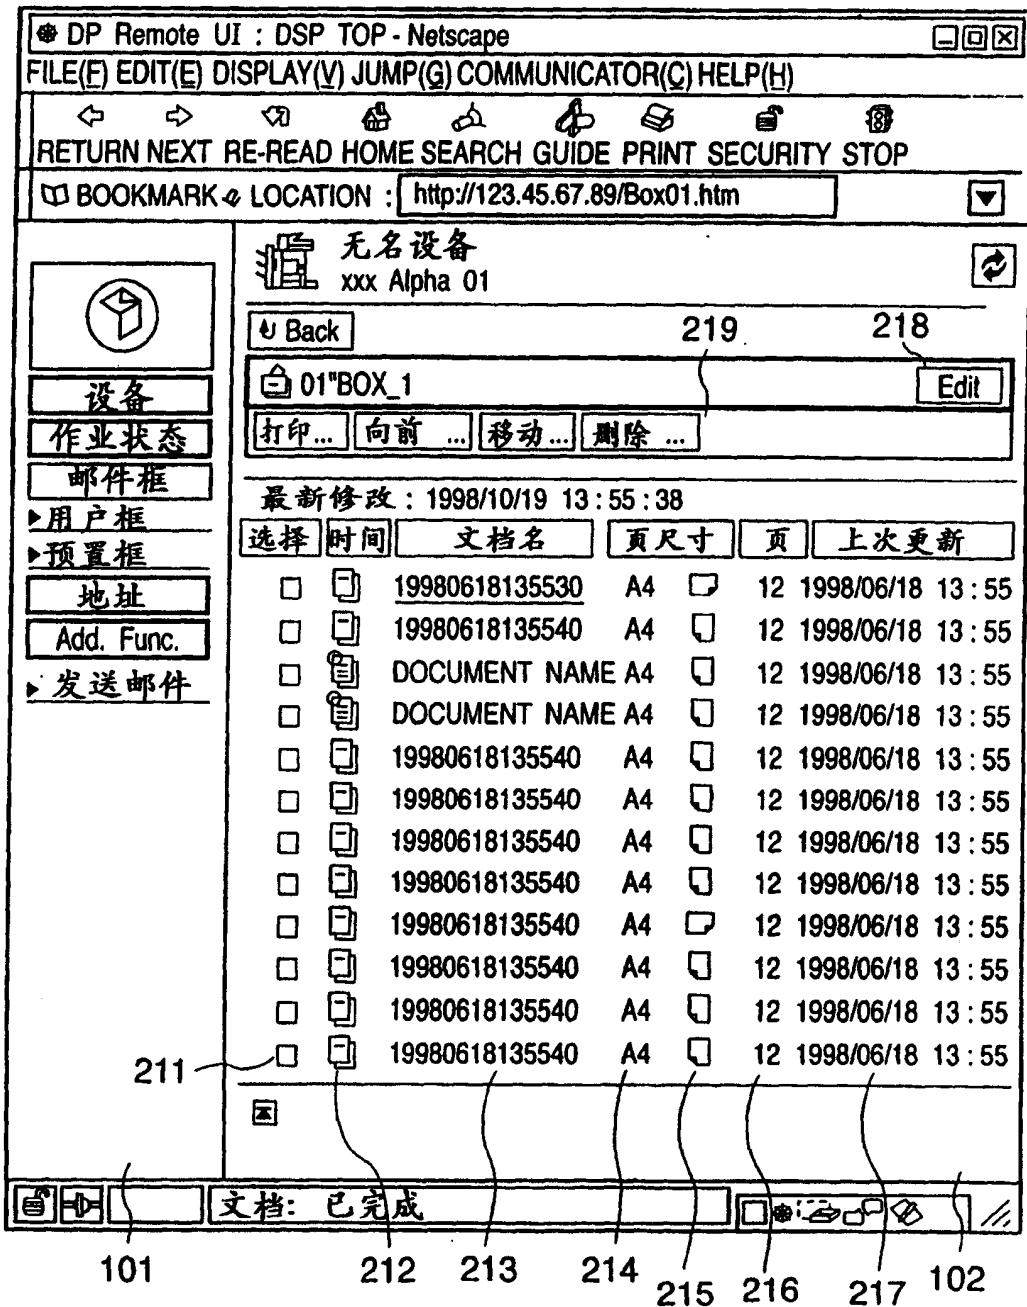 DP Remote UI : DSP TOP - Netscape
FILE(F) EDIT(E) DISPLAY(V) JUMP(G) COMMUNICATOR(C) HELP(H)
RETURN NEXT RE-READ HOME SEARCH GUIDE PRINT SECURITY STOP
BOOKMARK LOCATION : http://123.45.67.89/Box01.htm
无名设备
xxx Alpha 01
Back
219 218
01"BOX_1 Edit
打印... 向前 ... 移动... 删除 ...
设备
作业状态
邮件框
▶用户框
▶预置框
地址
Add. Func.
▶发送邮件
最新修改 : 1998/10/19 13 : 55 : 38
选择 时间 文档名 頁尺寸 頁 上次更新
19980618135530 A4 12 1998/06/18 13 : 55
19980618135540 A4 12 1998/06/18 13 : 55
DOCUMENT NAME A4 12 1998/06/18 13 : 55
DOCUMENT NAME A4 12 1998/06/18 13 : 55
19980618135540 A4 12 1998/06/18 13 : 55
19980618135540 A4 12 1998/06/18 13 : 55
19980618135540 A4 12 1998/06/18 13 : 55
19980618135540 A4 12 1998/06/18 13 : 55
19980618135540 A4 12 1998/06/18 13 : 55
19980618135540 A4 12 1998/06/18 13 : 55
19980618135540 A4 12 1998/06/18 13 : 55
19980618135540 A4 12 1998/06/18 13 : 55
211
文档: 已完成
101 212 213 214 215 216 217 102